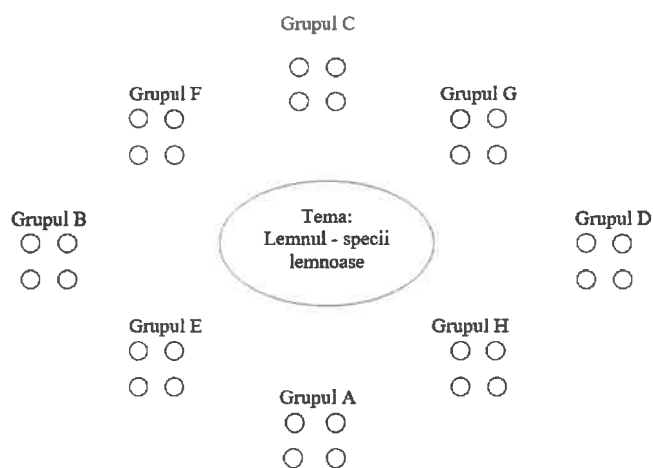 Grupul C
Grupul F
Grupul G
Grupul B
Tema:
Lemnul - specii
lemnoase
Grupul D
Grupul E
Grupul H
Grupul A